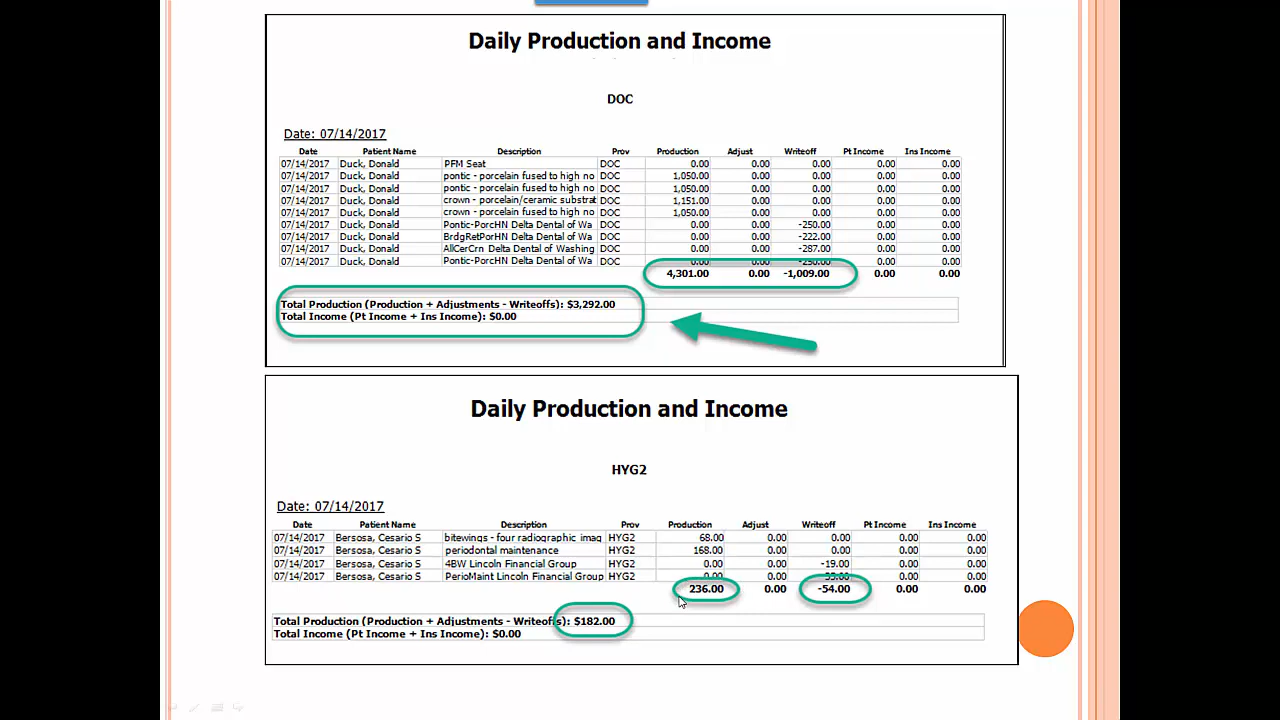 Daily Production and Income
DOC
Date: 07/14/2017
Date Patient Name Description Prov Production Adjust Writeoff Pt Income Ins Income
07/14/2017 Duck, Donald PFM Seat DOC 0.00 0.00 0.00 0.00 0.00
07/14/2017 Duck, Donald pontic - porcelain fused to high no DOC 1,050.00 0.00 0.00 0.00 0.00
07/14/2017 Duck, Donald pontic - porcelain fused to high no DOC 1,050.00 0.00 0.00 0.00 0.00
07/14/2017 Duck, Donald crown - porcelain/ceramic substrat DOC 1,151.00 0.00 0.00 0.00 0.00
07/14/2017 Duck, Donald crown - porcelain fused to high no DOC 1,050.00 0.00 0.00 0.00 0.00
07/14/2017 Duck, Donald Pontic-PorcHN Delta Dental of Wa DOC 0.00 0.00 -250.00 0.00 0.00
07/14/2017 Duck, Donald BrdgRetPorHN Delta Dental of Wa DOC 0.00 0.00 -222.00 0.00 0.00
07/14/2017 Duck, Donald AllCerCrn Delta Dental of Washing DOC 0.00 0.00 -287.00 0.00 0.00
07/14/2017 Duck, Donald Pontic-PorcHN Delta Dental of Wa DOC 0.00 0.00 -250.00 0.00 0.00
4,301.00 0.00 -1,009.00 0.00 0.00
Total Production (Production + Adjustments - Writeoffs): $3,292.00
Total Income (Pt Income + Ins Income): $0.00
Daily Production and Income
HYG2
Date: 07/14/2017
Date Patient Name Description Prov Production Adjust Writeoff Pt Income Ins Income
07/14/2017 Bersosa, Cesario S bitewings - four radiographic imag HYG2 68.00 0.00 0.00 0.00 0.00
07/14/2017 Bersosa, Cesario S periodontal maintenance HYG2 168.00 0.00 0.00 0.00 0.00
07/14/2017 Bersosa, Cesario S 4BW Lincoln Financial Group HYG2 0.00 0.00 -19.00 0.00 0.00
07/14/2017 Bersosa, Cesario S PerioMaint Lincoln Financial Group HYG2 0.00 0.00 -35.00 0.00 0.00
236.00 0.00 -54.00 0.00 0.00
Total Production (Production + Adjustments - Writeoffs): $182.00
Total Income (Pt Income + Ins Income): $0.00